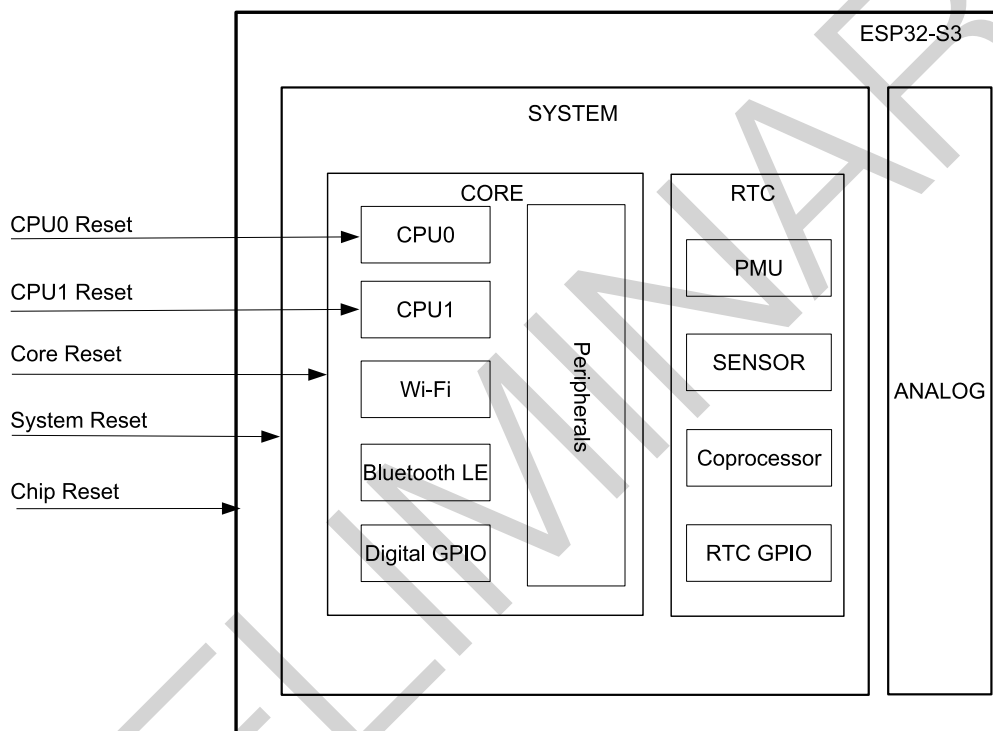 ESP32-S3
SYSTEM
CORE
RTC
CPU0 Reset
CPU0
PMU
CPU1 Reset
CPU1
Core Reset
Wi-Fi
Peripherals
SENSOR
ANALOG
System Reset
Bluetooth LE
Coprocessor
Chip Reset
Digital GPIO
RTC GPIO
ELIMINAR